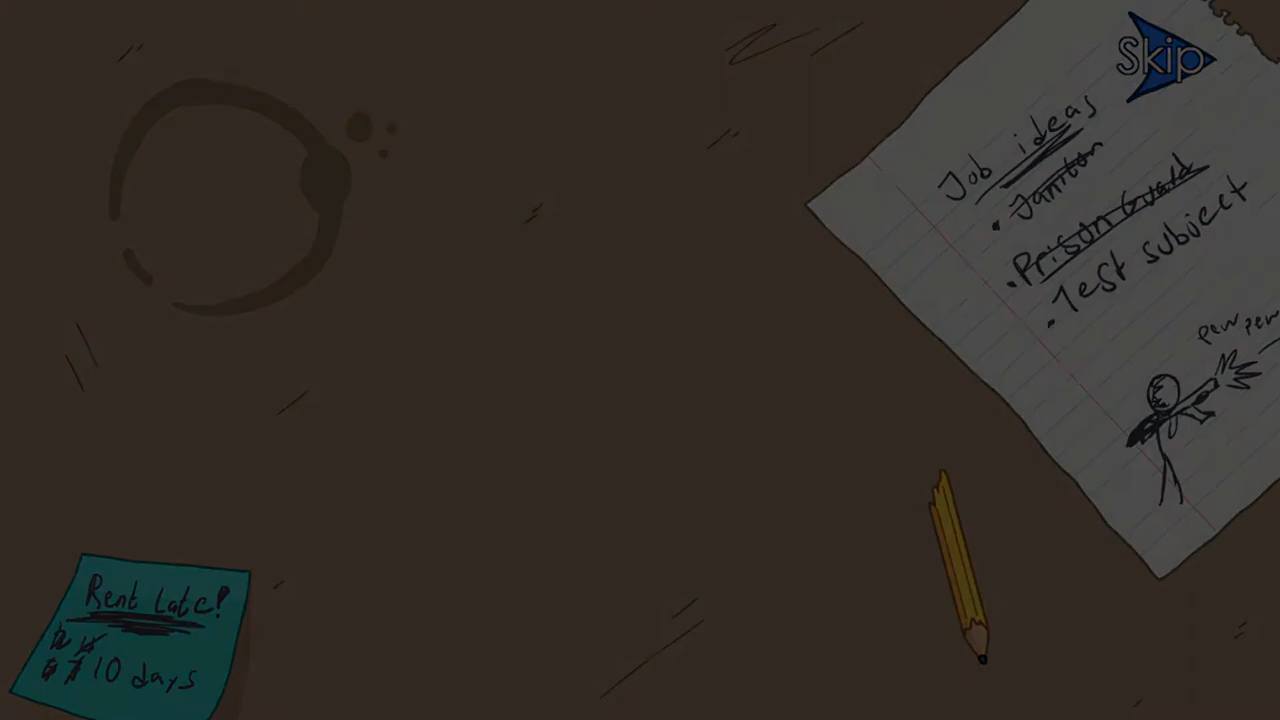 Skip
Job ideas
• Janitor
• Prison Guard
• Test subject
pew pew
Rent Late!
10 days